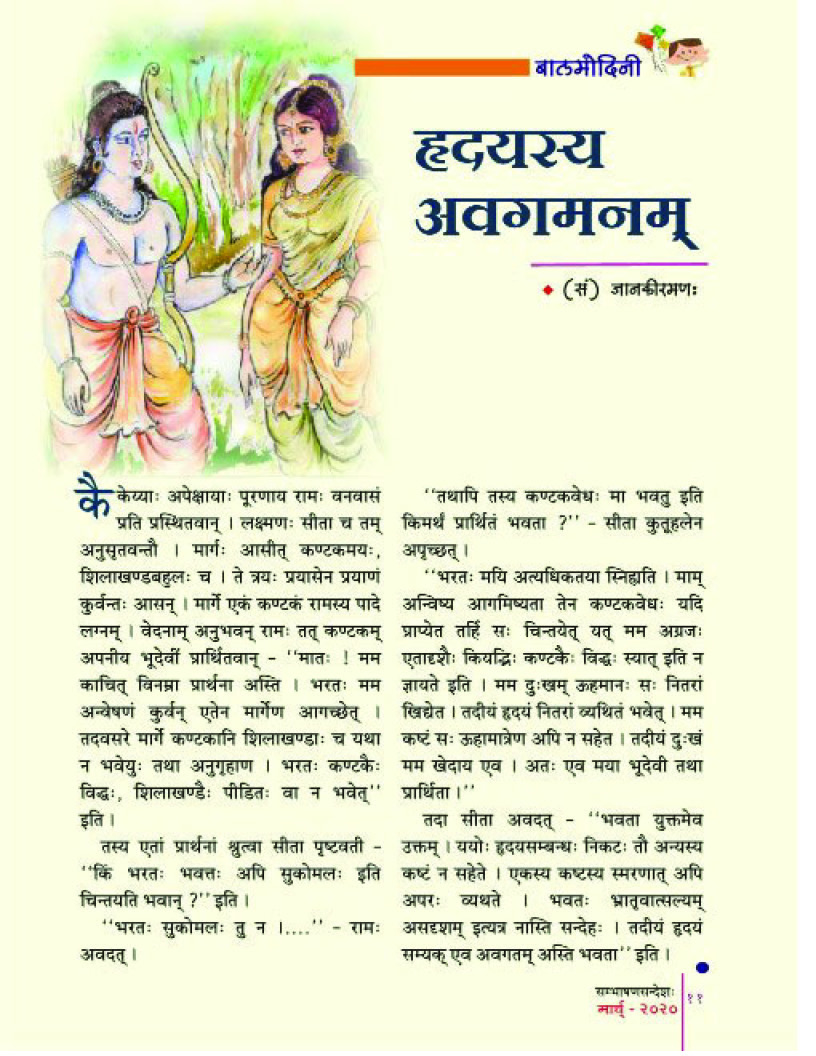 बालमोदिनी
हृदयस्य
अवगमनम्
◆ (सं) जानकीरमणः
कैकेय्याः अपेक्षायाः पूरणाय रामः वनवासं
प्रति प्रस्थितवान् । लक्ष्मणः सीता च तम्
अनुसृतवन्तौ । मार्गः आसीत् कण्टकमयः,
शिलाखण्डबहुलः च । ते त्रयः प्रयासेन प्रयाणं
कुर्वन्तः आसन् । मार्गे एकं कण्टकं रामस्य पादे
लग्नम् । वेदनाम् अनुभवन् रामः तत् कण्टकम्
अपनीय भूदेवीं प्रार्थितवान् – ‘‘मातः ! मम
काचित् विनम्रा प्रार्थना अस्ति । भरतः मम
अन्वेषणं कुर्वन् एतेन मार्गेण आगच्छेत् ।
तदवसरे मार्गे कण्टकानि शिलाखण्डाः च यथा
न भवेयुः तथा अनुगृहाण । भरतः कण्टकैः
विद्धः, शिलाखण्डैः पीडितः वा न भवेत्’’
इति ।
तस्य एतां प्रार्थनां श्रुत्वा सीता पृष्टवती –
‘‘किं भरतः भवत्तः अपि सुकोमलः इति
चिन्तयति भवान् ?’’ इति ।
‘‘भरतः सुकोमलः तु न ।....’’ – रामः
अवदत् ।
‘‘तथापि तस्य कण्टकवेधः मा भवतु इति
किमर्थं प्रार्थितं भवता ?’’ – सीता कुतूहलेन
अपृच्छत् ।
‘‘भरतः मयि अत्यधिकतया स्निह्यति । माम्
अन्विष्य आगमिष्यता तेन कण्टकवेधः यदि
प्राप्येत तर्हि सः चिन्तयेत् यत् मम अग्रजः
एतादृशैः कियद्भिः कण्टकैः विद्धः स्यात् इति न
ज्ञायते इति । मम दुःखम् ऊहमानः सः नितरां
खिद्येत । तदीयं हृदयं नितरां व्यथितं भवेत् । मम
कष्टं सः ऊहामात्रेण अपि न सहेत । तदीयं दुःखं
मम खेदाय एव । अतः एव मया भूदेवी तथा
प्रार्थिता ।’’
तदा सीता अवदत् – ‘‘भवता युक्तमेव
उक्तम् । ययोः हृदयसम्बन्धः निकटः तौ अन्यस्य
कष्टं न सहेते । एकस्य कष्टस्य स्मरणात् अपि
अपरः व्यथते । भवतः भ्रातृवात्सल्यम्
असदृशम् इत्यत्र नास्ति सन्देहः । तदीयं हृदयं
सम्यक् एव अवगतम् अस्ति भवता’’ इति ।
सम्भाषणसन्देशः
मार्च् - २०२०
११